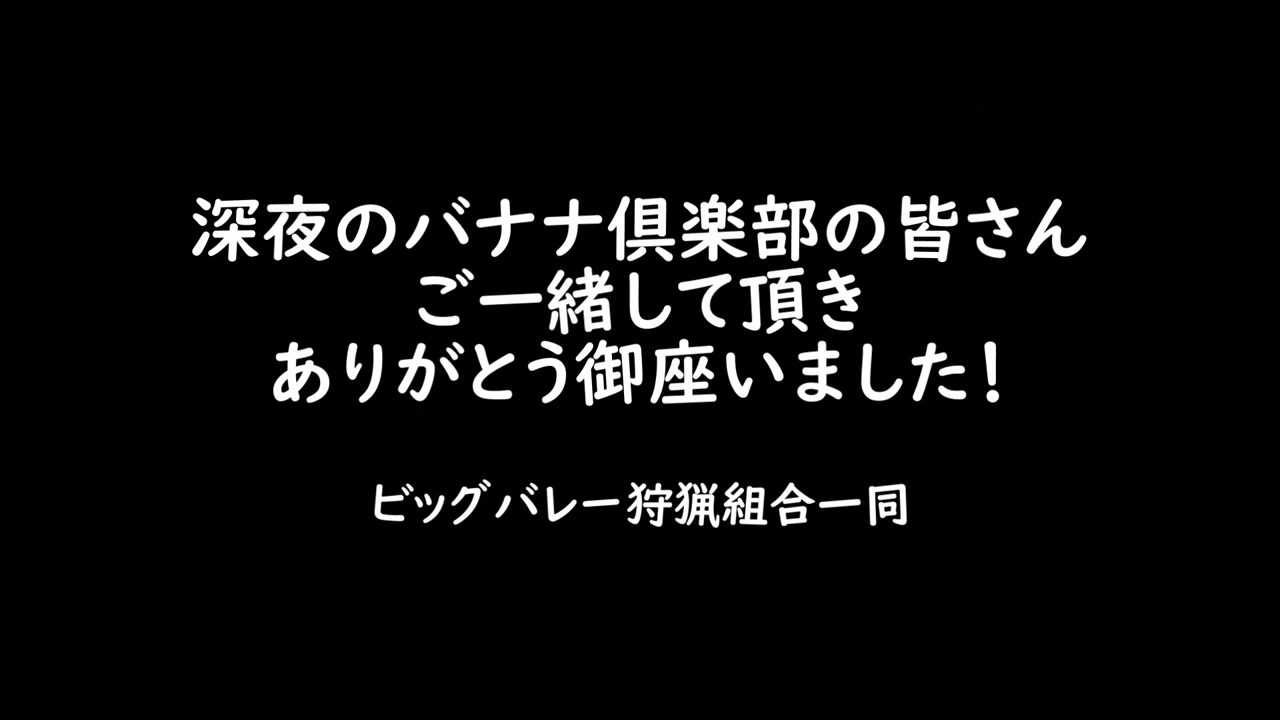 深夜のバナナ倶楽部の皆さん
ご一緒して頂き
ありがとう御座いました!
ビッグバレー狩猟組合一同